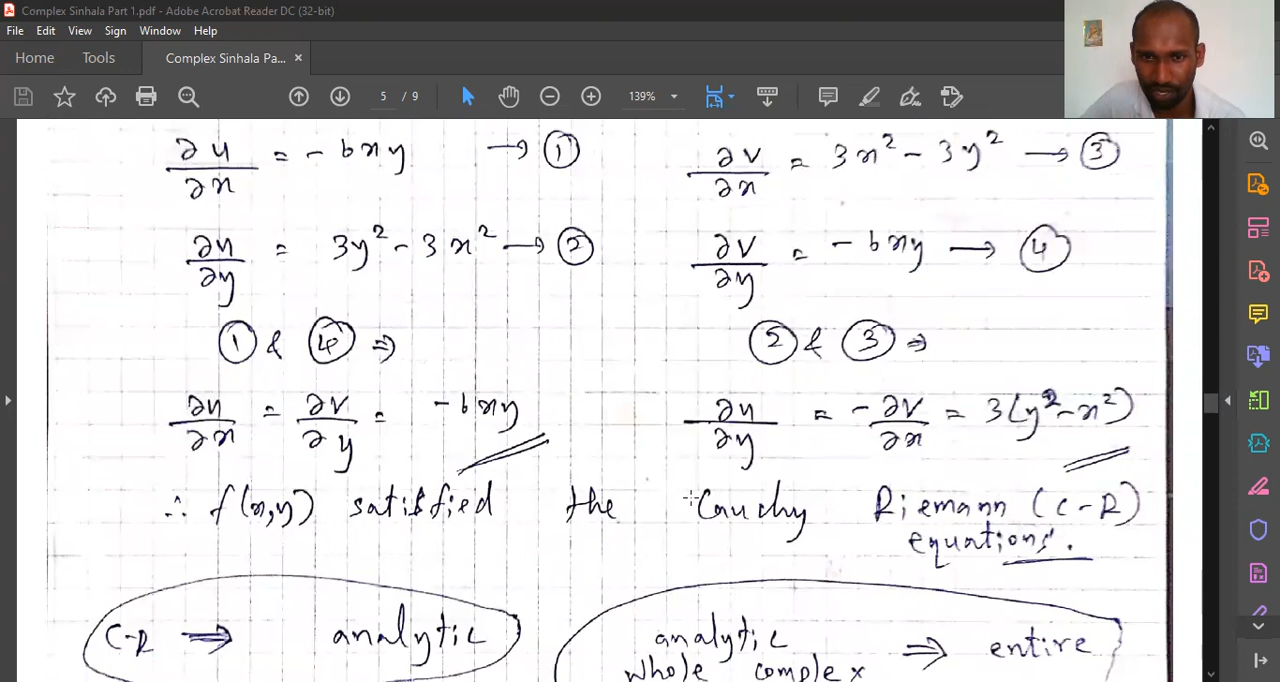 Complex Sinhala Part 1.pdf - Adobe Acrobat Reader DC (32-bit)
File Edit View Sign Window Help
Home Tools Complex Sinhala Pa... ×
5 / 9 139%
∂u/∂x = - 6xy → ① ∂v/∂x = 3x² - 3y² → ③
∂u/∂y = 3y² - 3x² → ② ∂v/∂y = - 6xy → ④
① & ④ ⇒ ② & ③ ⇒
∂u/∂x = ∂v/∂y = - 6xy ∂u/∂y = - ∂v/∂x = 3(y² - x²)
∴ f(x,y) satisfied the Cauchy Riemann (C-R)
equations.
C-R ⇒ analytic analytic ⇒ entire
whole complex